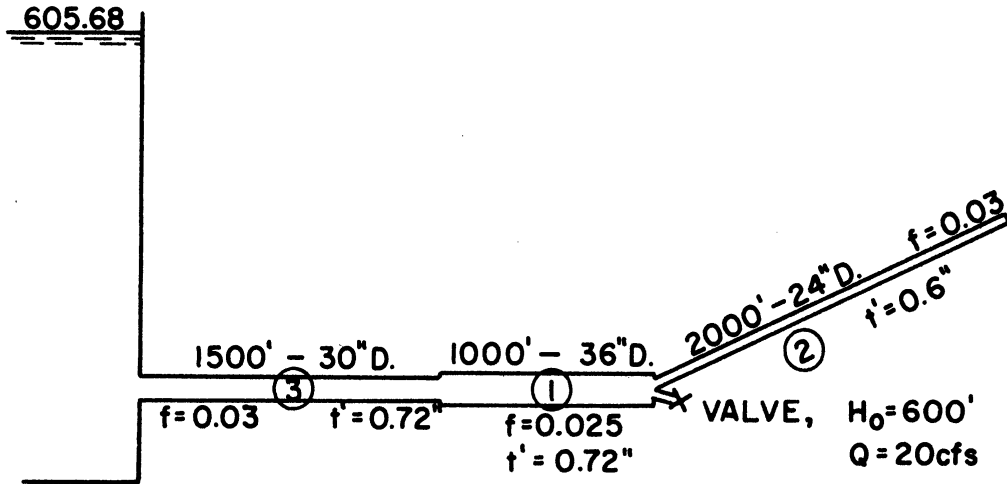 605.68
1500' - 30"D.
3
f=0.03
t'=0.72"
1000' - 36"D.
1
f=0.025
t'=0.72"
2000'-24"D.
f=0.03
2
t'=0.6"
VALVE, H₀=600'
Q=20cfs